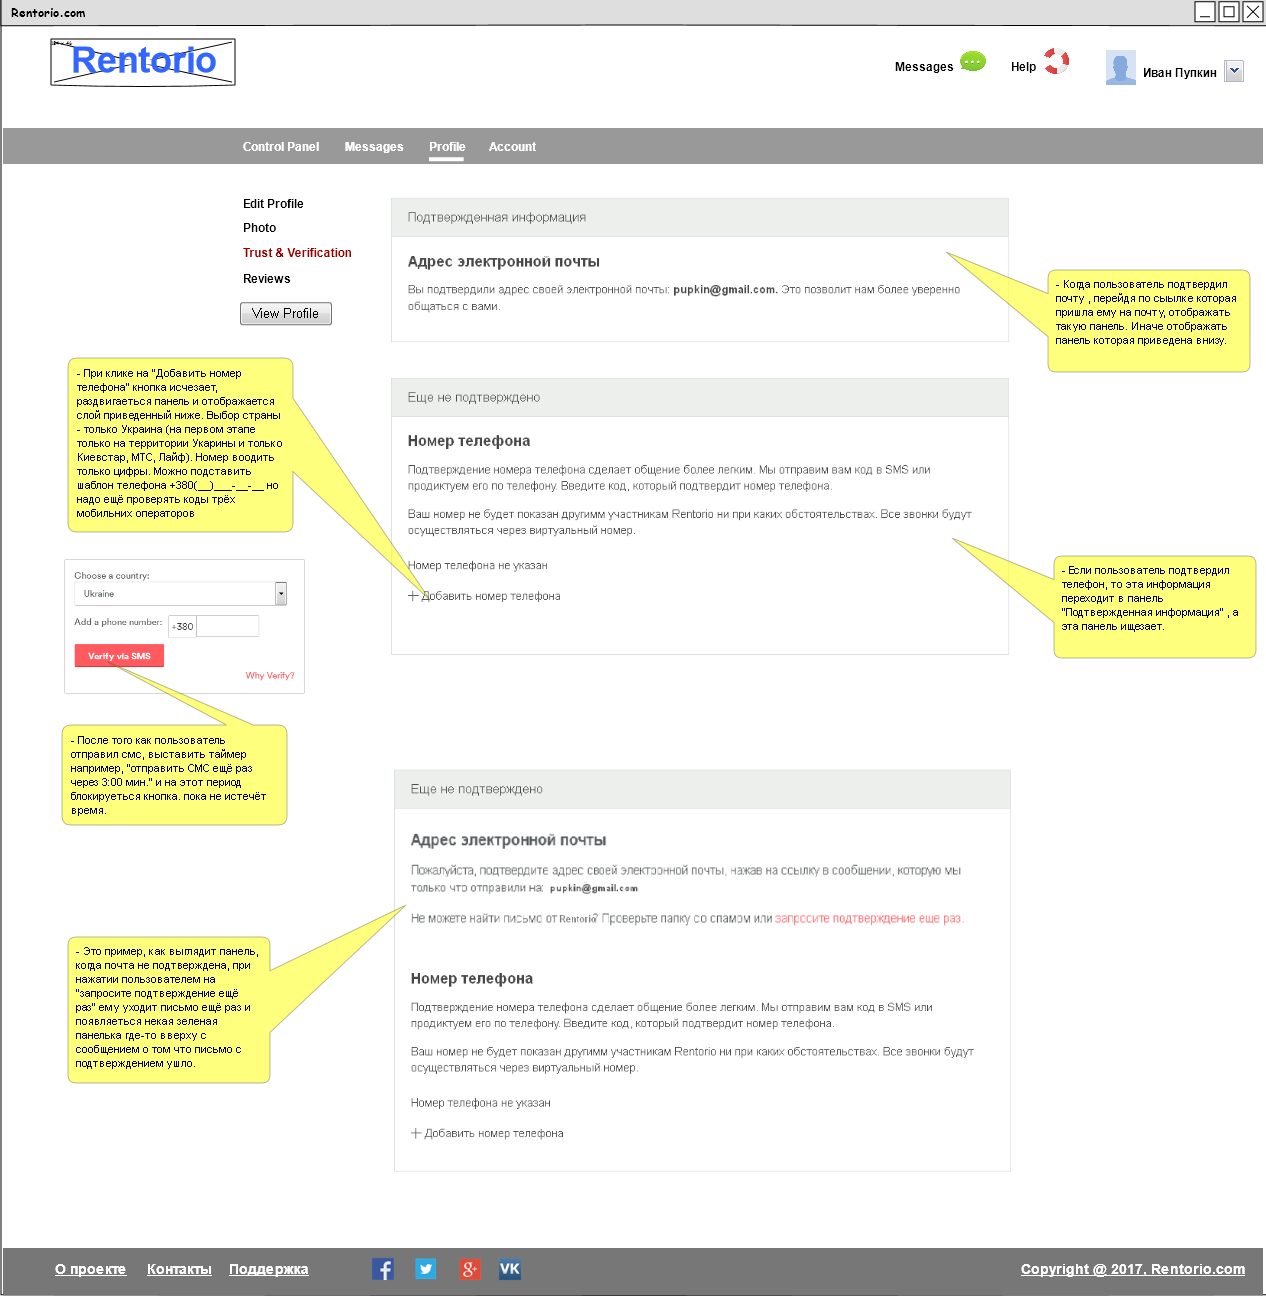 Rentorio.com
Rentorio
Messages
Help
Иван Пупкин
Control Panel
Messages
Profile
Account
Edit Profile
Photo
Trust & Verification
Reviews
View Profile
Подтвержденная информация
Адрес электронной почты
Вы подтвердили адрес своей электронной почты: pupkin@gmail.com. Это позволит нам более уверенно
общаться с вами.
- Когда пользователь подтвердил
почту , перейдя по сыылке которая
пришла ему на почту, отображать
такую панель. Иначе отображать
панель которая приведена внизу.
- При клике на "Добавить номер
телефона" кнопка исчезает,
раздвигаеться панель и отображается
слой приведенный ниже. Выбор страны
- только Украина (на первом этапе
только на территории Укарины и только
Киевстар, МТС, Лайф). Номер воодить
только цифры. Можно подставить
шаблон телефона +380(__)___-__-__ но
надо ещё проверять коды трёх
мобильних операторов
Еще не подтверждено
Номер телефона
Подтверждение номера телефона сделает общение более легким. Мы отправим вам код в SMS или
продиктуем его по телефону. Введите код, который подтвердит номер телефона.
Ваш номер не будет показан другимм участникам Rentorio ни при каких обстоятельствах. Все звонки будут
осуществляться через виртуальный номер.
Номер телефона не указан
+ Добавить номер телефона
- Если пользователь подтвердил
телефон, то эта информация
переходит в панель
"Подтвержденная информация" , а
эта панель ищезает.
Choose a country:
Ukraine
Add a phone number:
+380
Verify via SMS
Why Verify?
- После того как пользователь
отправил смс, выставить таймер
например, "отправить СМС ещё раз
через 3:00 мин." и на этот период
блокируеться кнопка. пока не истечёт
время.
Еще не подтверждено
Адрес электронной почты
Пожалуйста, подтвердите адрес своей электронной почты, нажав на ссылку в сообщении, которую мы
только что отправили на: pupkin@gmail.com
Не можете найти письмо от Rentorio? Проверьте папку со спамом или запросите подтверждение еще раз.
- Это пример, как выглядит панель,
когда почта не подтверждена, при
нажатии пользователем на
"запросите подтверждение ещё
раз" ему уходит письмо ещё раз и
появляеться некая зеленая
панелька где-то вверху с
сообщением о том что письмо с
подтверждением ушло.
Номер телефона
Подтверждение номера телефона сделает общение более легким. Мы отправим вам код в SMS или
продиктуем его по телефону. Введите код, который подтвердит номер телефона.
Ваш номер не будет показан другимм участникам Rentorio ни при каких обстоятельствах. Все звонки будут
осуществляться через виртуальный номер.
Номер телефона не указан
+ Добавить номер телефона
О проекте
Контакты
Поддержка
Copyright @ 2017, Rentorio.com